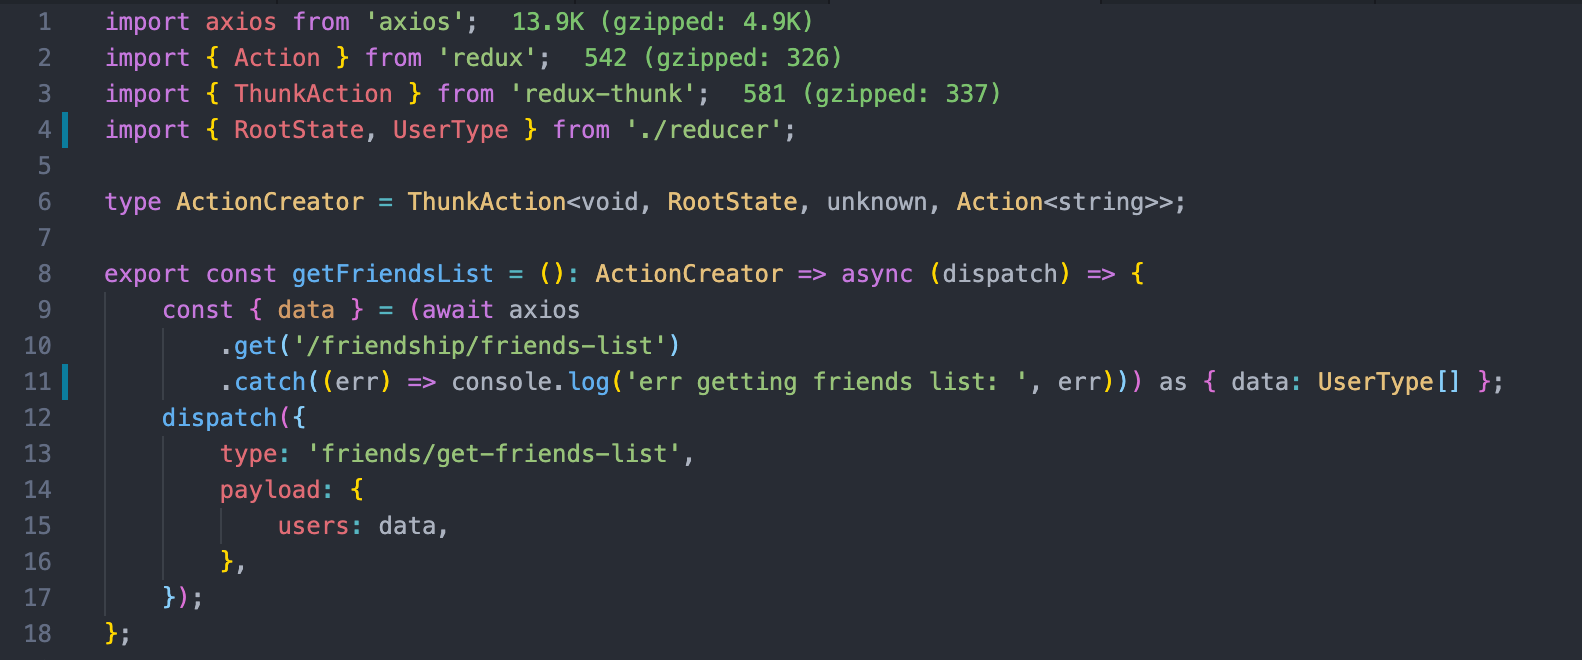 1 import axios from 'axios'; 13.9K (gzipped: 4.9K)
2 import { Action } from 'redux'; 542 (gzipped: 326)
3 import { ThunkAction } from 'redux-thunk'; 581 (gzipped: 337)
4 import { RootState, UserType } from './reducer';
5
6 type ActionCreator = ThunkAction<void, RootState, unknown, Action<string>>;
7
8 export const getFriendsList = (): ActionCreator => async (dispatch) => {
9     const { data } = (await axios
10         .get('/friendship/friends-list')
11         .catch((err) => console.log('err getting friends list: ', err))) as { data: UserType[] };
12     dispatch({
13         type: 'friends/get-friends-list',
14         payload: {
15             users: data,
16         },
17     });
18 };